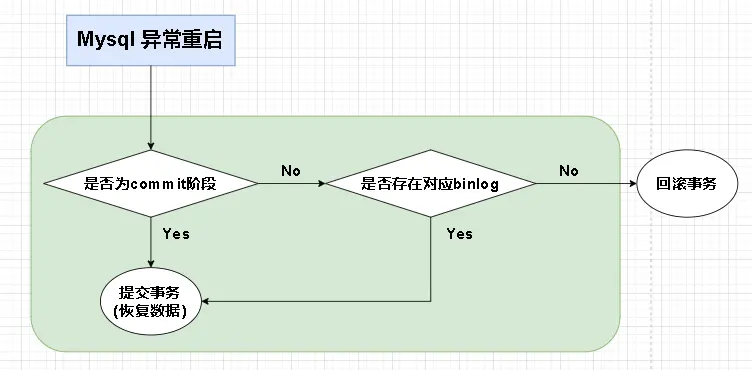 Mysql 异常重启
是否为commit阶段
No
是否存在对应binlog
No
回滚事务
Yes
Yes
提交事务
(恢复数据)